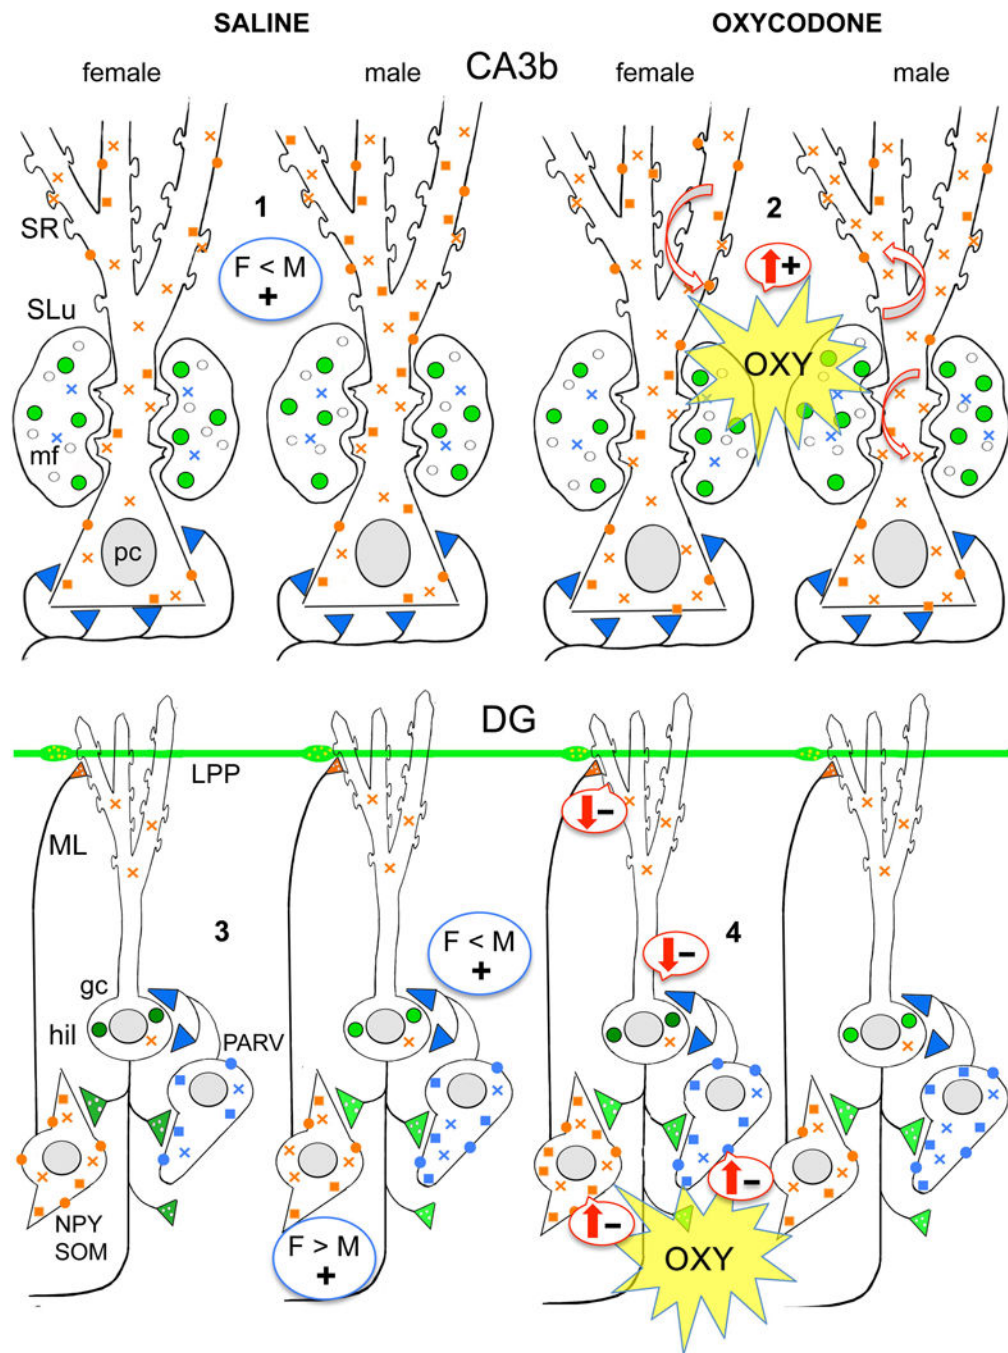 SALINE
OXYCODONE
CA3b
female
male
female
male
SR
1
F < M
+
2
+
SLu
OXY
mf
pc
DG
LPP
ML
−
3
F < M
+
4
−
gc
hil
PARV
NPY
SOM
F > M
+
−
−
OXY